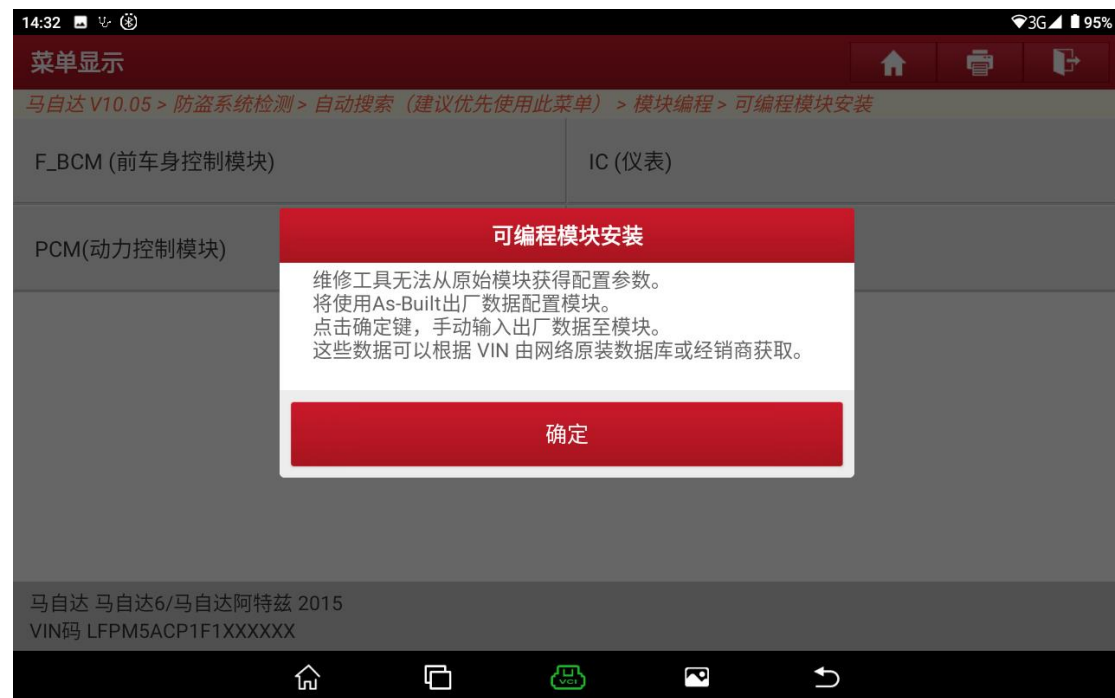 14:32
3G 95%
菜单显示
马自达 V10.05 > 防盗系统检测 > 自动搜索（建议优先使用此菜单） > 模块编程 > 可编程模块安装
F_BCM (前车身控制模块)
IC (仪表)
PCM(动力控制模块)
可编程模块安装
维修工具无法从原始模块获得配置参数。
将使用As-Built出厂数据配置模块。
点击确定键，手动输入出厂数据至模块。
这些数据可以根据 VIN 由网络原装数据库或经销商获取。
确定
马自达 马自达6/马自达阿特兹 2015
VIN码 LFPM5ACP1F1XXXXXX
VCI